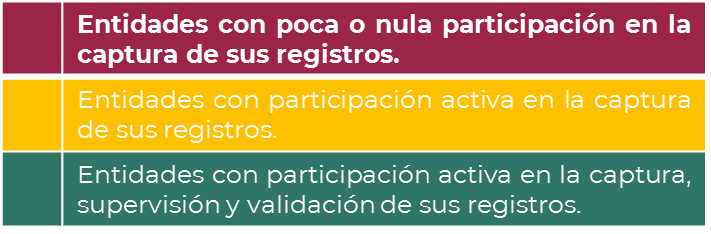 Entidades con poca o nula participación en la
captura de sus registros.
Entidades con participación activa en la captura
de sus registros.
Entidades con participación activa en la captura,
supervisión y validación de sus registros.